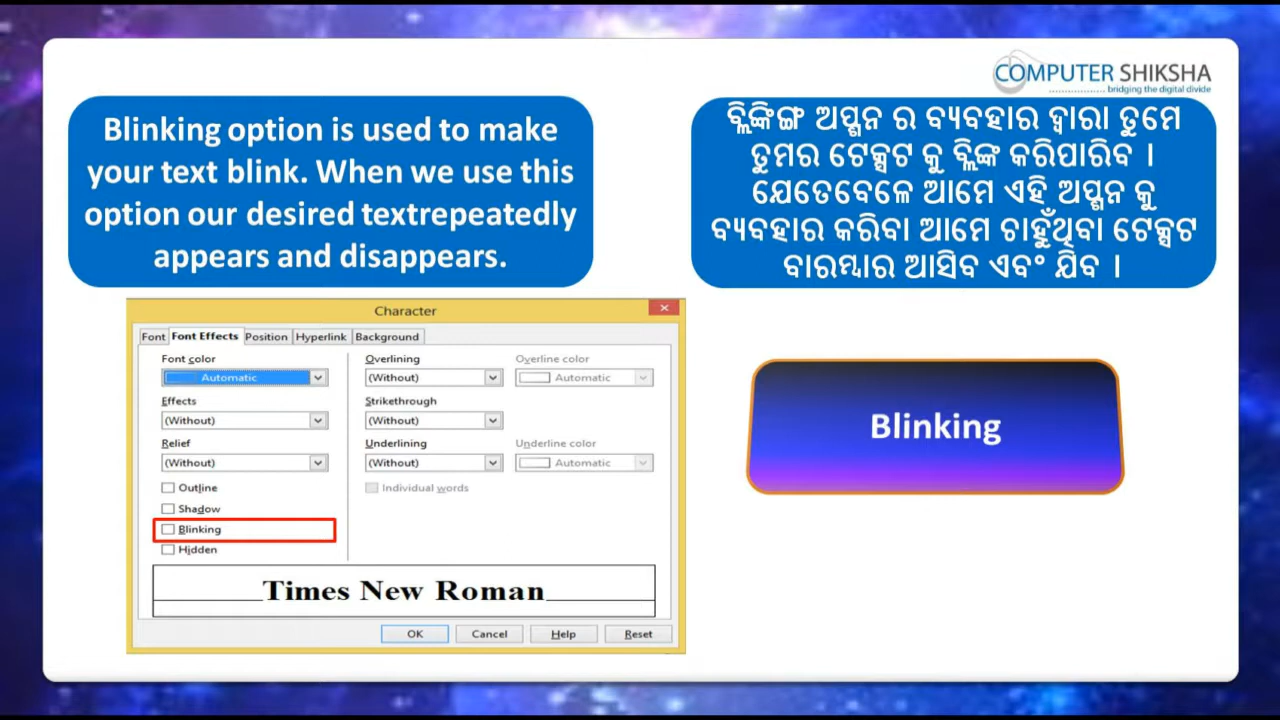 COMPUTER SHIKSHA
bridging the digital divide
Blinking option is used to make
your text blink. When we use this
option our desired textrepeatedly
appears and disappears.
ବ୍ଲିଙ୍କିଙ୍ଗ ଅପ୍ଶନ ର ବ୍ୟବହାର ଦ୍ୱାରା ତୁମେ
ତୁମର ଟେକ୍ସଟ କୁ ବ୍ଲିଙ୍କ କରିପାରିବ ।
ଯେତେବେଳେ ଆମେ ଏହି ଅପ୍ଶନ କୁ
ବ୍ୟବହାର କରିବା ଆମେ ଚାହୁଁଥିବା ଟେକ୍ସଟ
ବାରମ୍ବାର ଆସିବ ଏବଂ ଯିବ ।
Character
Font Font Effects Position Hyperlink Background
Font color Overlining Overline color
Automatic (Without) Automatic
Effects Strikethrough
(Without) (Without)
Relief Underlining Underline color
(Without) (Without) Automatic
Outline Individual words
Shadow
Blinking
Hidden
Times New Roman
OK Cancel Help Reset
Blinking